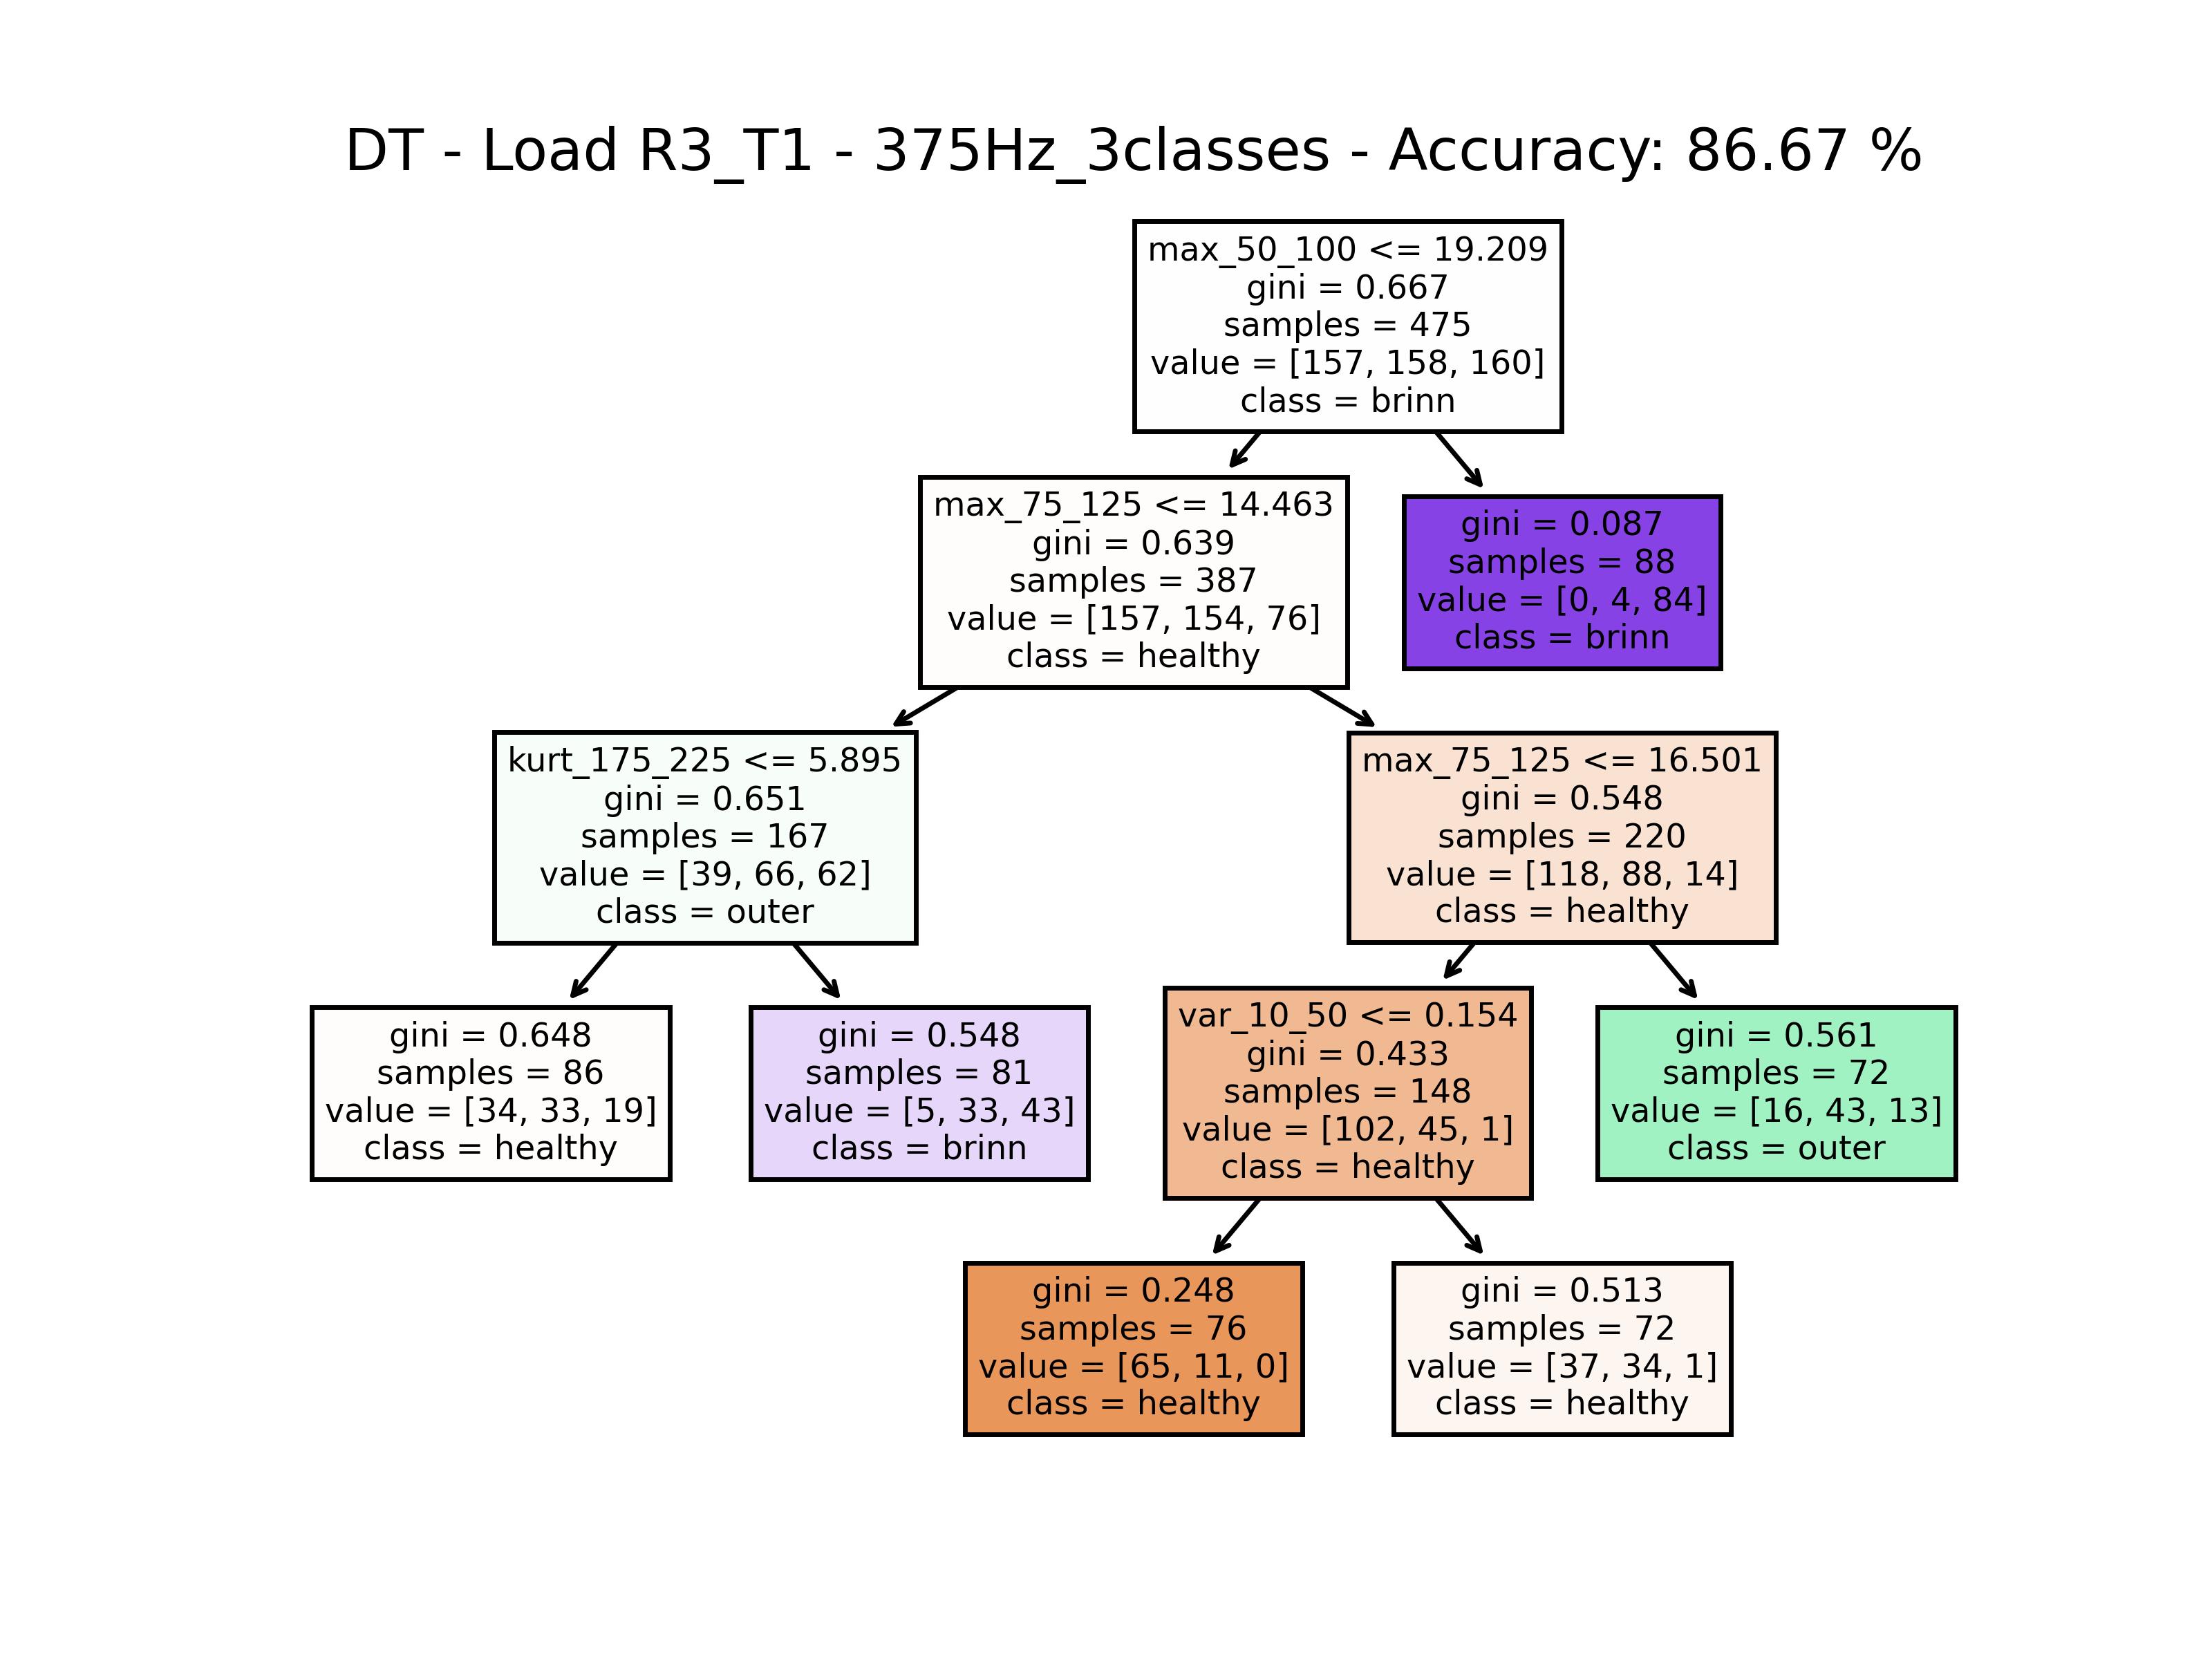 DT - Load R3_T1 - 375Hz_3classes - Accuracy: 86.67 %
max_50_100 <= 19.209
gini = 0.667
samples = 475
value = [157, 158, 160]
class = brinn
max_75_125 <= 14.463
gini = 0.639
samples = 387
value = [157, 154, 76]
class = healthy
gini = 0.087
samples = 88
value = [0, 4, 84]
class = brinn
kurt_175_225 <= 5.895
gini = 0.651
samples = 167
value = [39, 66, 62]
class = outer
max_75_125 <= 16.501
gini = 0.548
samples = 220
value = [118, 88, 14]
class = healthy
gini = 0.648
samples = 86
value = [34, 33, 19]
class = healthy
gini = 0.548
samples = 81
value = [5, 33, 43]
class = brinn
var_10_50 <= 0.154
gini = 0.433
samples = 148
value = [102, 45, 1]
class = healthy
gini = 0.561
samples = 72
value = [16, 43, 13]
class = outer
gini = 0.248
samples = 76
value = [65, 11, 0]
class = healthy
gini = 0.513
samples = 72
value = [37, 34, 1]
class = healthy